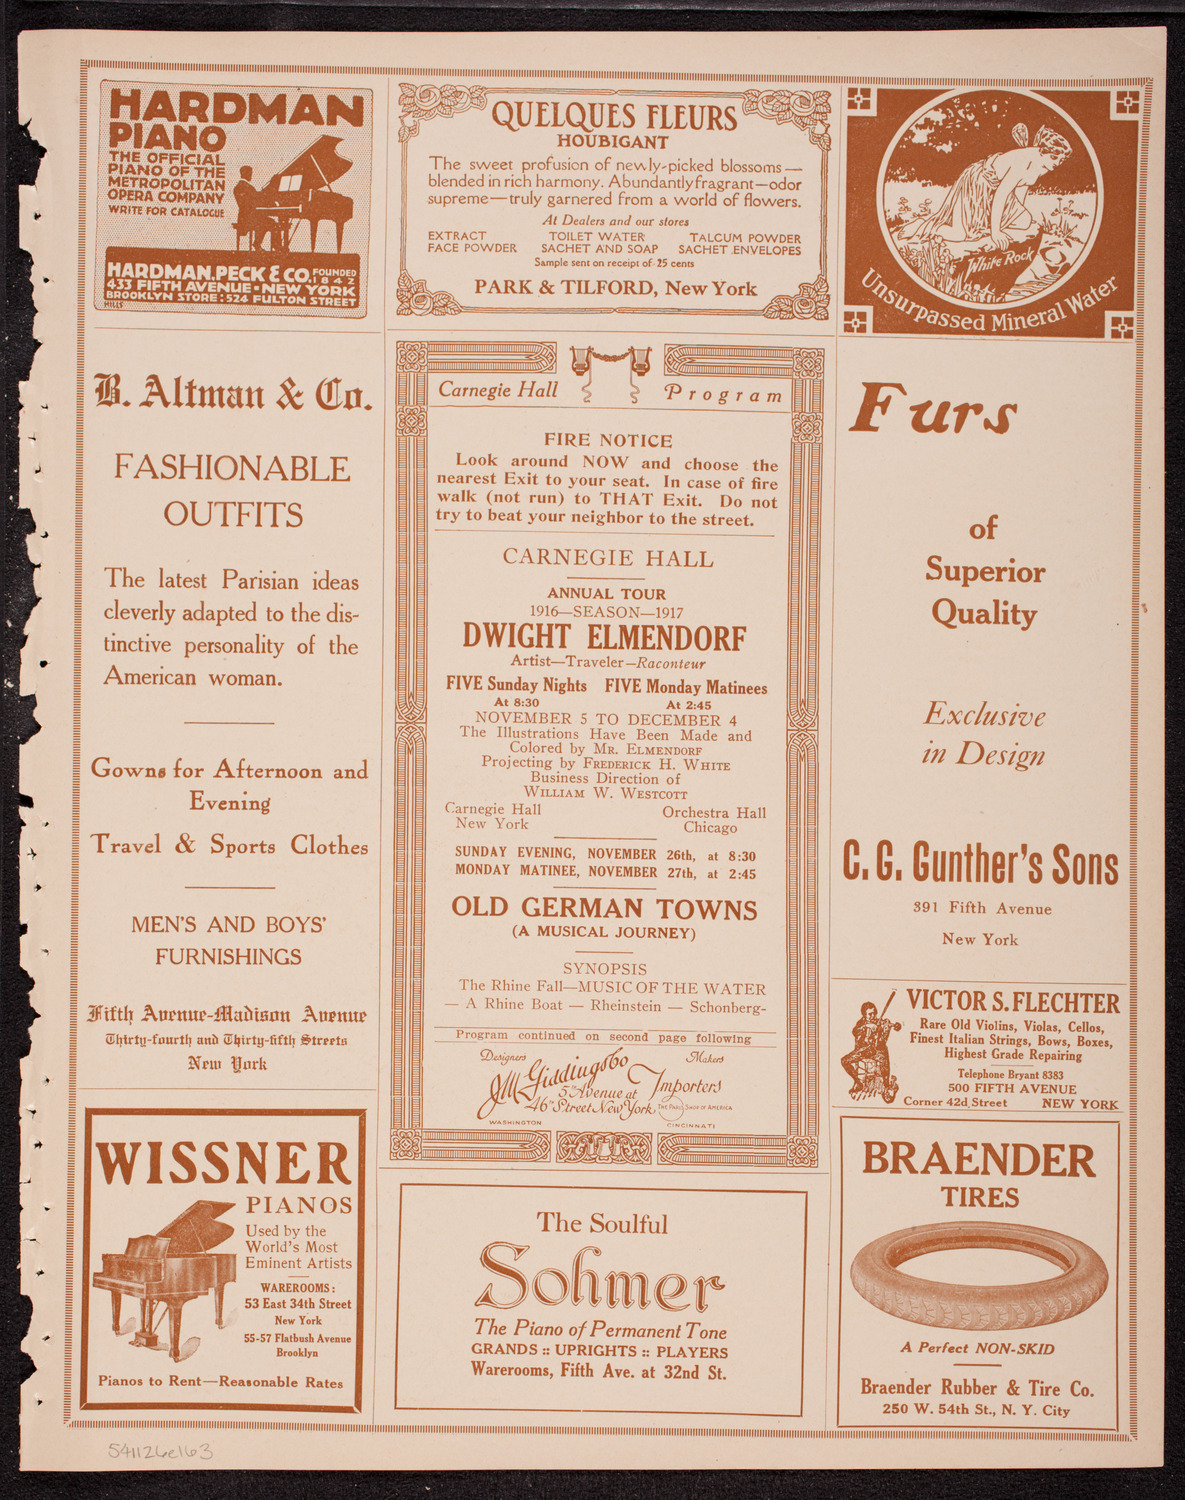 HARDMAN
PIANO
THE OFFICIAL
PIANO OF THE
METROPOLITAN
OPERA COMPANY
WRITE FOR CATALOGUE
HARDMAN, PECK & CO. FOUNDED 1842
433 FIFTH AVENUE • NEW YORK
BROOKLYN STORE: 524 FULTON STREET
MILLS
QUELQUES FLEURS
HOUBIGANT
The sweet profusion of newly-picked blossoms—
blended in rich harmony. Abundantly fragrant—odor
supreme—truly garnered from a world of flowers.
At Dealers and our stores
EXTRACT TOILET WATER TALCUM POWDER
FACE POWDER SACHET AND SOAP SACHET ENVELOPES
Sample sent on receipt of 25 cents
PARK & TILFORD, New York
White Rock
Unsurpassed Mineral Water
B. Altman & Co.
FASHIONABLE
OUTFITS
The latest Parisian ideas
cleverly adapted to the dis-
tinctive personality of the
American woman.
Gowns for Afternoon and
Evening
Travel & Sports Clothes
MEN'S AND BOYS'
FURNISHINGS
Fifth Avenue-Madison Avenue
Thirty-fourth and Thirty-fifth Streets
New York
WISSNER
PIANOS
Used by the
World's Most
Eminent Artists
WAREROOMS:
53 East 34th Street
New York
55-57 Flatbush Avenue
Brooklyn
Pianos to Rent—Reasonable Rates
Carnegie Hall Program
FIRE NOTICE
Look around NOW and choose the
nearest Exit to your seat. In case of fire
walk (not run) to THAT Exit. Do not
try to beat your neighbor to the street.
CARNEGIE HALL
ANNUAL TOUR
1916—SEASON—1917
DWIGHT ELMENDORF
Artist—Traveler—Raconteur
FIVE Sunday Nights FIVE Monday Matinees
At 8:30 At 2:45
NOVEMBER 5 TO DECEMBER 4
The Illustrations Have Been Made and
Colored by MR. ELMENDORF
Projecting by FREDERICK H. WHITE
Business Direction of
WILLIAM W. WESTCOTT
Carnegie Hall Orchestra Hall
New York Chicago
SUNDAY EVENING, NOVEMBER 26th, at 8:30
MONDAY MATINEE, NOVEMBER 27th, at 2:45
OLD GERMAN TOWNS
(A MUSICAL JOURNEY)
SYNOPSIS
The Rhine Fall—MUSIC OF THE WATER
— A Rhine Boat — Rheinstein — Schonberg-
Program continued on second page following
Designers Makers
J.M. Giddings & Co
5th Avenue at Importers
46th Street New York THE PARIS SHOP OF AMERICA
WASHINGTON CINCINNATI
The Soulful
Sohmer
The Piano of Permanent Tone
GRANDS :: UPRIGHTS :: PLAYERS
Warerooms, Fifth Ave. at 32nd St.
Furs
of
Superior
Quality
Exclusive
in Design
C. G. Gunther's Sons
391 Fifth Avenue
New York
VICTOR S. FLECHTER
Rare Old Violins, Violas, Cellos,
Finest Italian Strings, Bows, Boxes,
Highest Grade Repairing
Telephone Bryant 8383
500 FIFTH AVENUE
Corner 42d Street NEW YORK
BRAENDER
TIRES
A Perfect NON-SKID
Braender Rubber & Tire Co.
250 W. 54th St., N. Y. City
541126e163